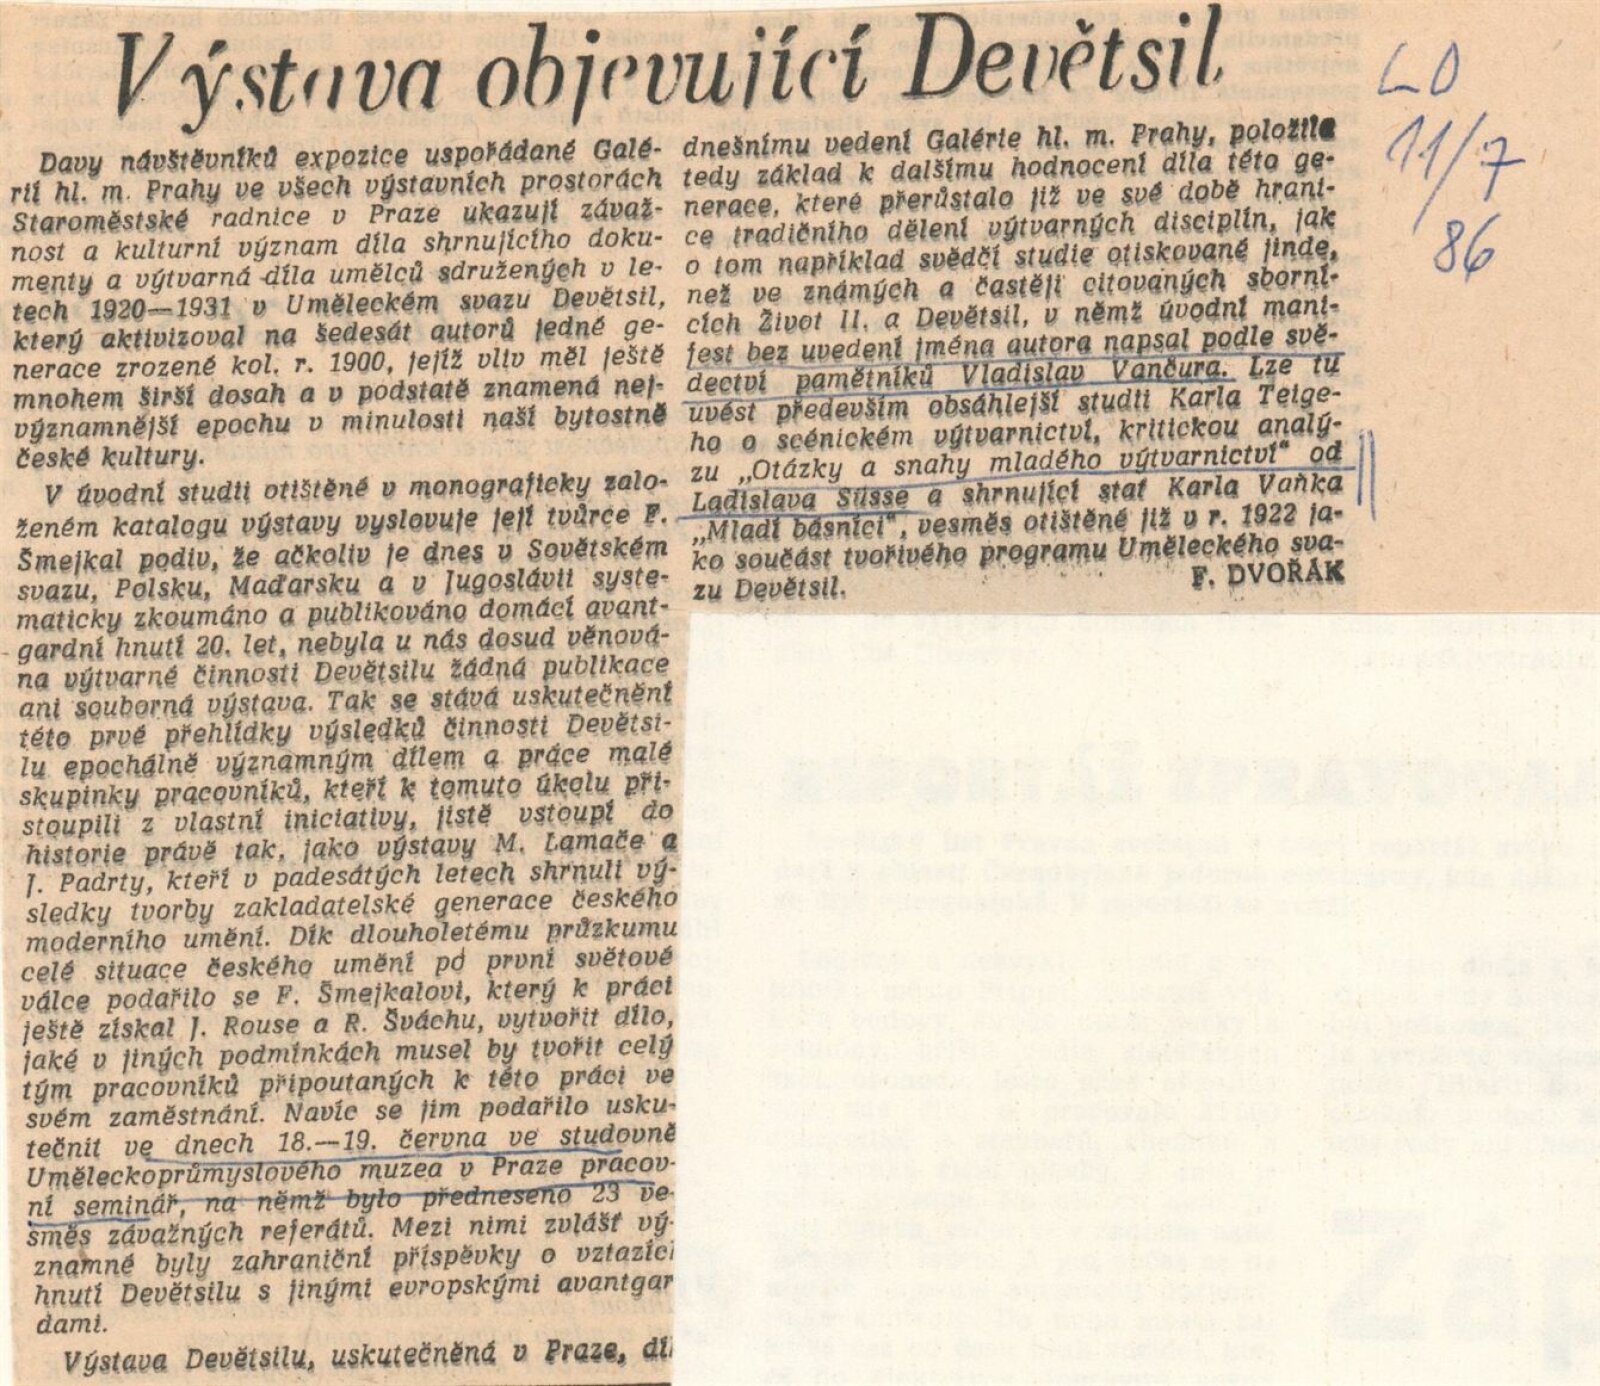 Výstava objevující Devětsil
Davy návštěvníků expozice uspořádané Galé-
rií hl. m. Prahy ve všech výstavních prostorách
Staroměstské radnice v Praze ukazují závaž-
nost a kulturní význam díla shrnujícího doku-
menty a výtvarná díla umělců sdružených v le-
tech 1920—1931 v Uměleckém svazu Devětsil,
který aktivizoval na šedesát autorů jedné ge-
nerace zrozené kol. r. 1900, jejíž vliv měl ještě
mnohem širší dosah a v podstatě znamená nej-
významnější epochu v minulosti naší bytostně
české kultury.
V úvodní studii otištěné v monograficky zalo-
ženém katalogu výstavy vyslovuje její tvůrce F.
Šmejkal podiv, že ačkoliv je dnes v Sovětském
svazu, Polsku, Maďarsku a v Jugoslávii syste-
maticky zkoumáno a publikováno domácí avant-
gardní hnutí 20. let, nebyla u nás dosud věnová-
na výtvarné činnosti Devětsilu žádná publikace
ani souborná výstava. Tak se stává uskutečnění
této prvé přehlídky výsledků činnosti Devětsi-
lu epochálně významným dílem a práce malé
skupinky pracovníků, kteří k tomuto úkolu při-
stoupili z vlastní iniciativy, jistě vstoupí do
historie právě tak, jako výstavy M. Lamače a
J. Padrty, kteří v padesátých letech shrnuli vý-
sledky tvorby zakladatelské generace českého
moderního umění. Dík dlouholetému průzkumu
celé situace českého umění po první světové
válce podařilo se F. Šmejkalovi, který k práci
ještě získal J. Rouse a R. Šváchu, vytvořit dílo,
jaké v jiných podmínkách musel by tvořit celý
tým pracovníků připoutaných k této práci ve
svém zaměstnání. Navíc se jim podařilo usku-
tečnit ve dnech 18.—19. června ve studovně
Uměleckoprůmyslového muzea v Praze pracov-
ní seminář, na němž bylo předneseno 23 ve-
směs závažných referátů. Mezi nimi zvlášť vý-
znamné byly zahraniční příspěvky o vztazích
hnutí Devětsilu s jinými evropskými avantgar
dami.
Výstava Devětsilu, uskutečněná v Praze, dí
dnešnímu vedení Galérie hl. m. Prahy, položila
tedy základ k dalšímu hodnocení díla této ge-
nerace, které přerůstalo již ve své době hrani-
ce tradičního dělení výtvarných disciplín, jak
o tom například svědčí studie otiskované jinde,
než ve známých a častěji citovaných sborní-
cích Život II. a Devětsil, v němž úvodní mani-
fest bez uvedení jména autora napsal podle svě-
dectví pamětníků Vladislav Vančura. Lze tu
uvést především obsáhlejší studii Karla Teige-
ho o scénickém výtvarnictví, kritickou analý-
zu „Otázky a snahy mladého výtvarnictví“ od
Ladislava Süsse a shrnující stať Karla Vaňka
„Mladí básníci“, vesměs otištěné již v r. 1922 ja-
ko součást tvořivého programu Uměleckého sva-
zu Devětsil.
F. DVOŘÁK
LD
11/7
86